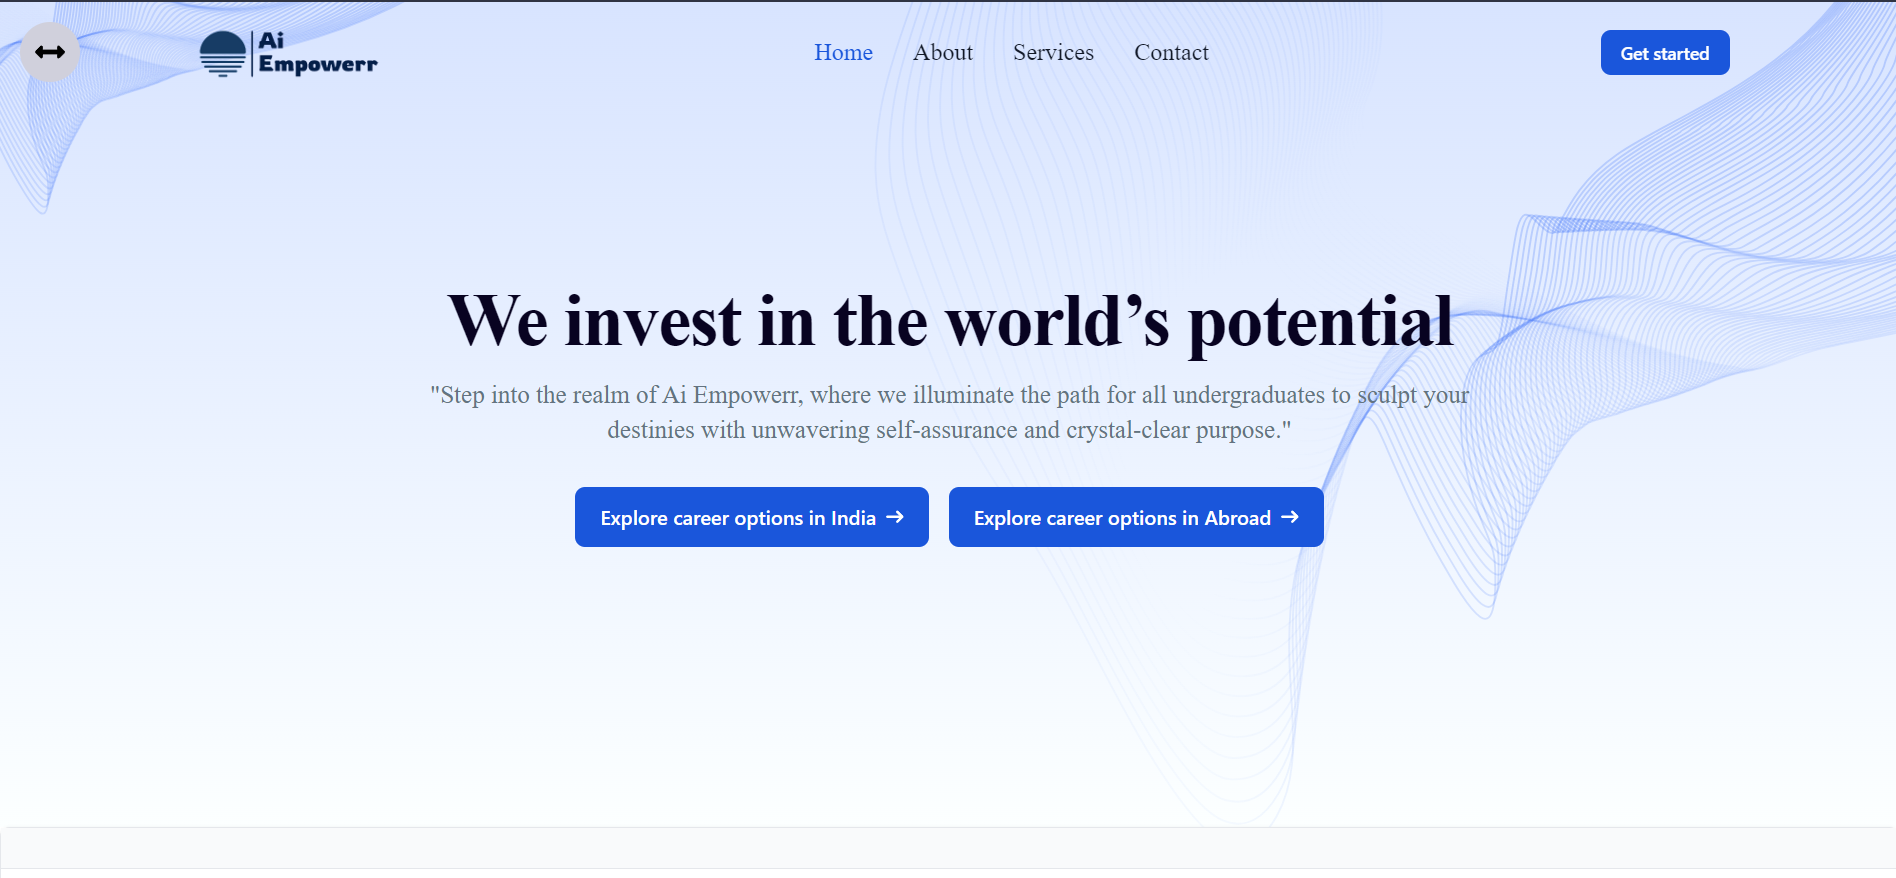 Ai
Empowerr
Home
About
Services
Contact
Get started
We invest in the world’s potential
"Step into the realm of Ai Empowerr, where we illuminate the path for all undergraduates to sculpt your
destinies with unwavering self-assurance and crystal-clear purpose."
Explore career options in India →
Explore career options in Abroad →